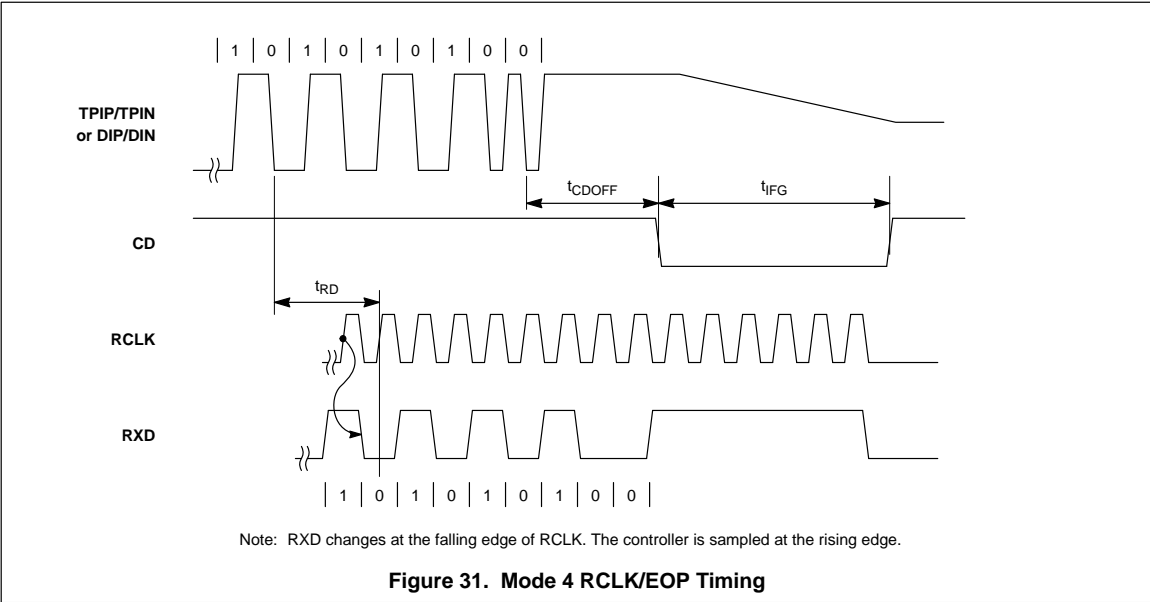 | 1 | 0 | 1 | 0 | 1 | 0 | 1 | 0 | 0 |
TPIP/TPIN
or DIP/DIN
tCDOFF
tIFG
CD
tRD
RCLK
RXD
| 1 | 0 | 1 | 0 | 1 | 0 | 1 | 0 | 0 |
Note: RXD changes at the falling edge of RCLK. The controller is sampled at the rising edge.
Figure 31. Mode 4 RCLK/EOP Timing